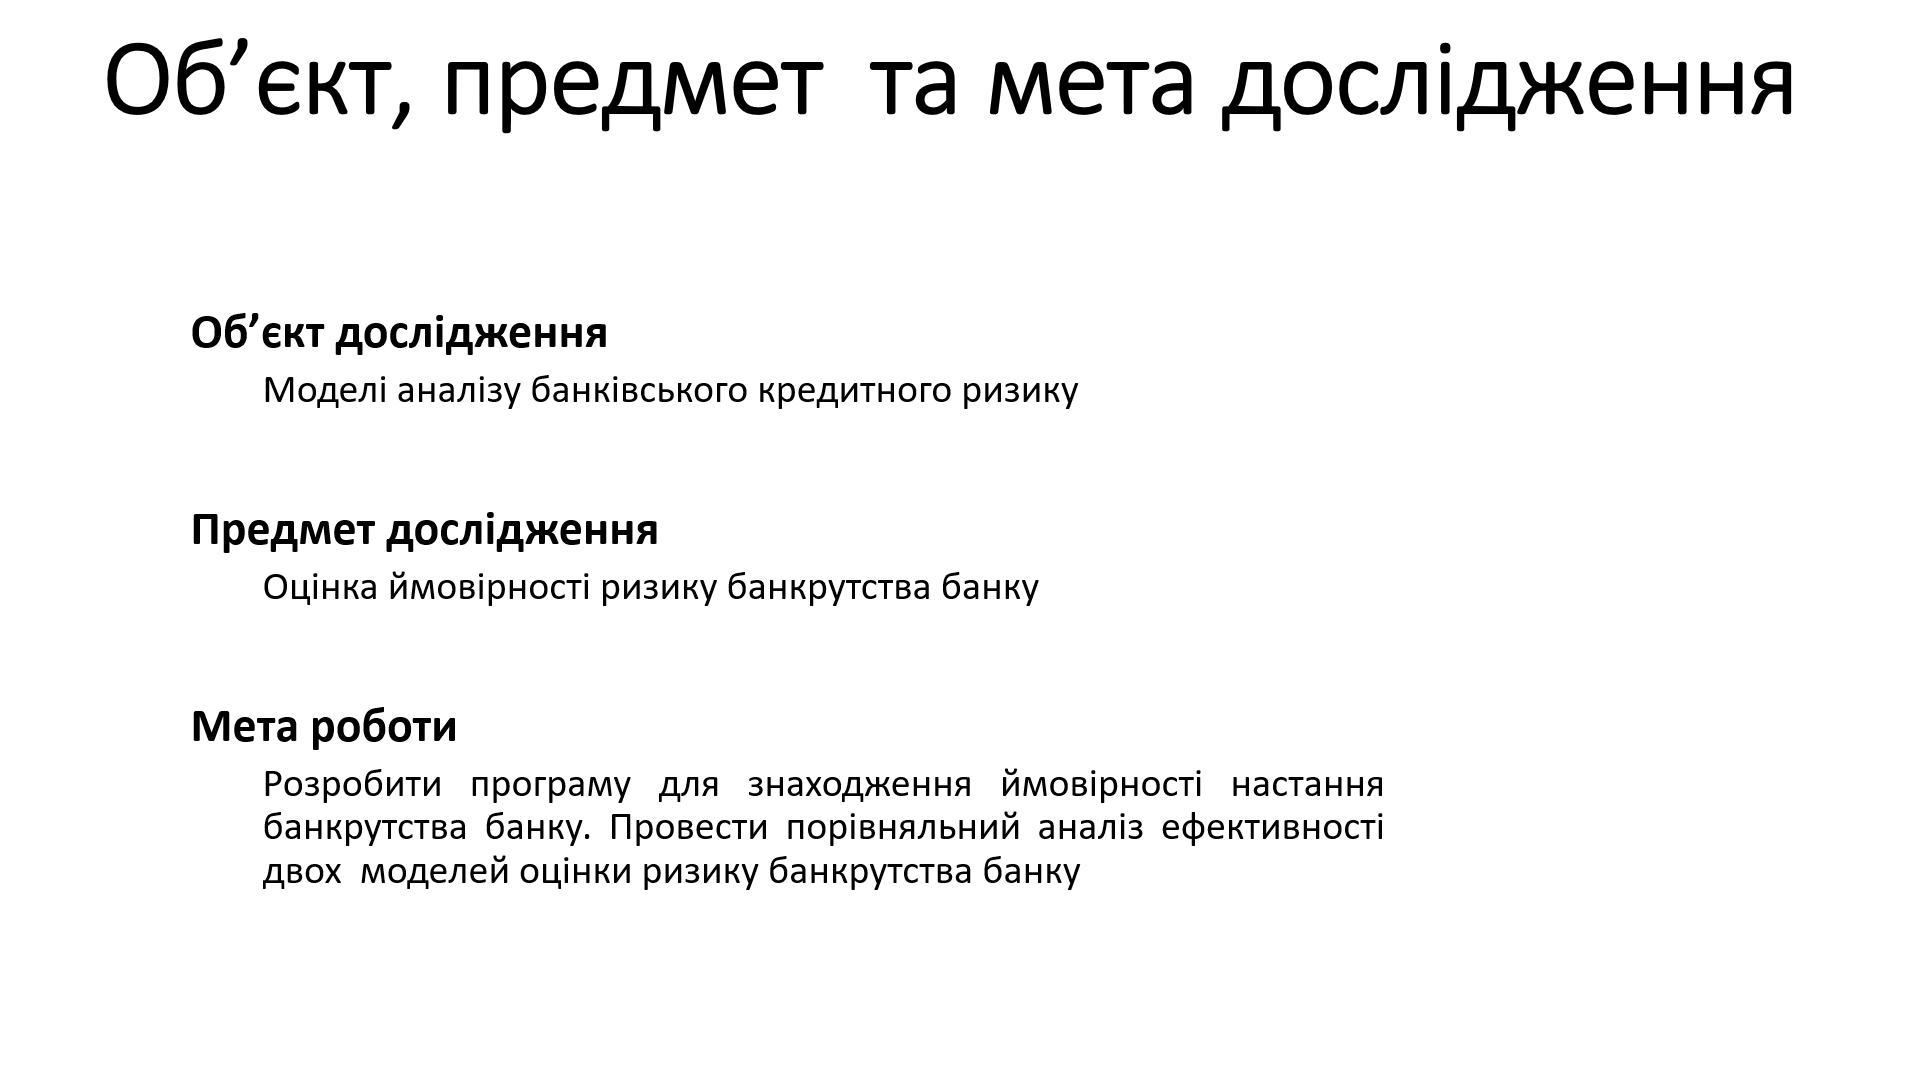 Об’єкт, предмет  та мета дослідження
Об’єкт дослідження
Моделі аналізу банківського кредитного ризику
Предмет дослідження
Оцінка ймовірності ризику банкрутства банку
Мета роботи
Розробити програму для знаходження ймовірності настання
банкрутства банку. Провести порівняльний аналіз ефективності
двох  моделей оцінки ризику банкрутства банку